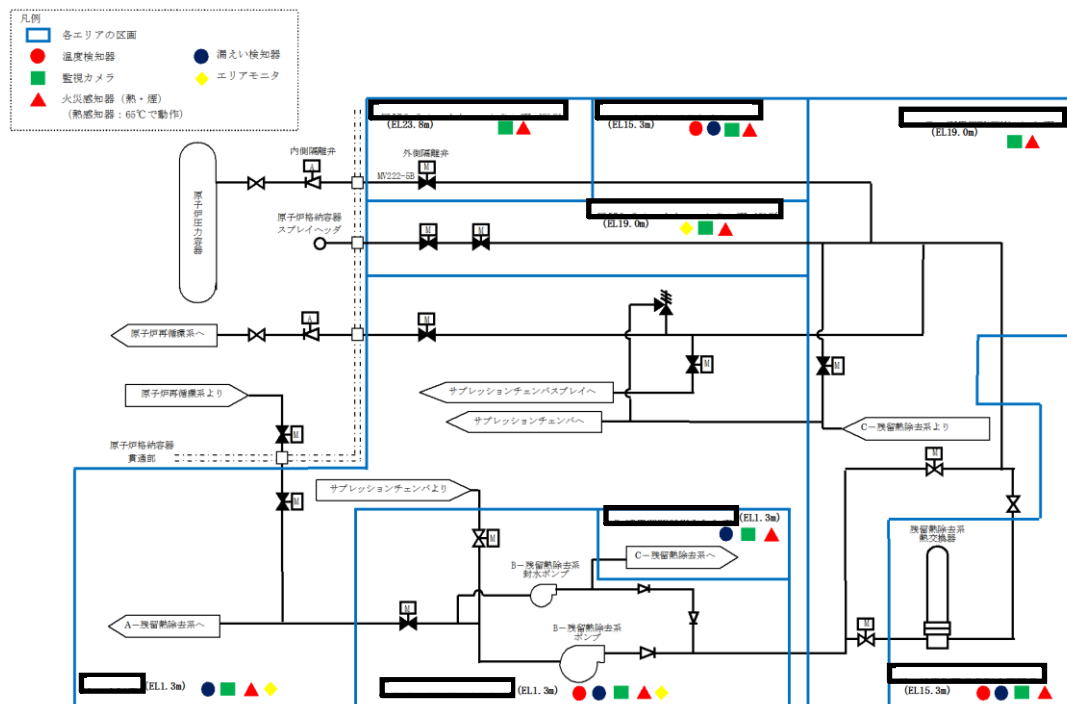 凡例
各エリアの区画
温度検知器
漏えい検知器
監視カメラ
エリアモニタ
火災感知器(熱・煙)
(熱感知器:65℃で動作)
(EL23.8m)
(EL15.3m)
(EL19.0m)
内側隔離弁
外側隔離弁
A
M
MV222-5B
原子炉圧力容器
(EL19.0m)
原子炉格納容器
スプレイヘッダ
M
M
A
M
原子炉再循環系へ
M
M
サプレッションチェンバスプレイへ
原子炉再循環系より
サプレッションチェンバへ
C-残留熱除去系より
M
原子炉格納容器
貫通部
M
サプレッションチェンバより
M
(EL1.3m)
M
残留熱除去系
熱交換器
C-残留熱除去系へ
B-残留熱除去系
封水ポンプ
M
A-残留熱除去系へ
B-残留熱除去系
ポンプ
M
(EL1.3m)
(EL1.3m)
(EL15.3m)